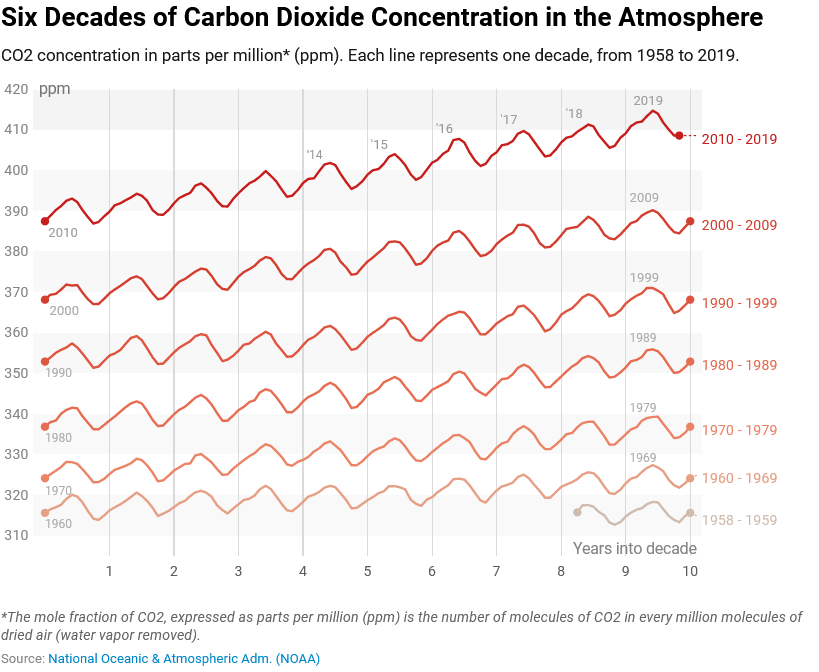 Six Decades of Carbon Dioxide Concentration in the Atmosphere
CO2 concentration in parts per million* (ppm). Each line represents one decade, from 1958 to 2019.
420 ppm
410
400
390
380
370
360
350
340
330
320
310
'14
'15
'16
'17
'18
2019
2010 - 2019
2010
2009
2000 - 2009
2000
1999
1990 - 1999
1990
1989
1980 - 1989
1980
1979
1970 - 1979
1970
1969
1960 - 1969
1960
1958 - 1959
Years into decade
1 2 3 4 5 6 7 8 9 10
*The mole fraction of CO2, expressed as parts per million (ppm) is the number of molecules of CO2 in every million molecules of
dried air (water vapor removed).
Source: National Oceanic & Atmospheric Adm. (NOAA)